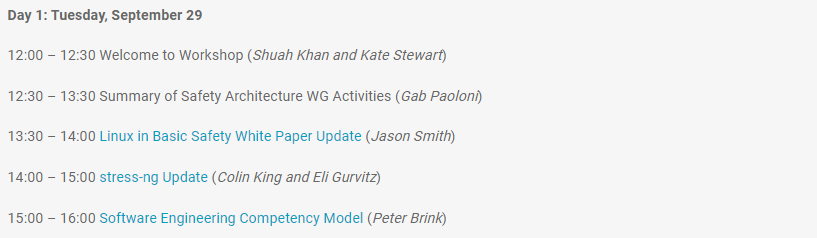 Day 1: Tuesday, September 29
12:00 – 12:30 Welcome to Workshop (Shuah Khan and Kate Stewart)
12:30 – 13:30 Summary of Safety Architecture WG Activities (Gab Paoloni)
13:30 – 14:00 Linux in Basic Safety White Paper Update (Jason Smith)
14:00 – 15:00 stress-ng Update (Colin King and Eli Gurvitz)
15:00 – 16:00 Software Engineering Competency Model (Peter Brink)